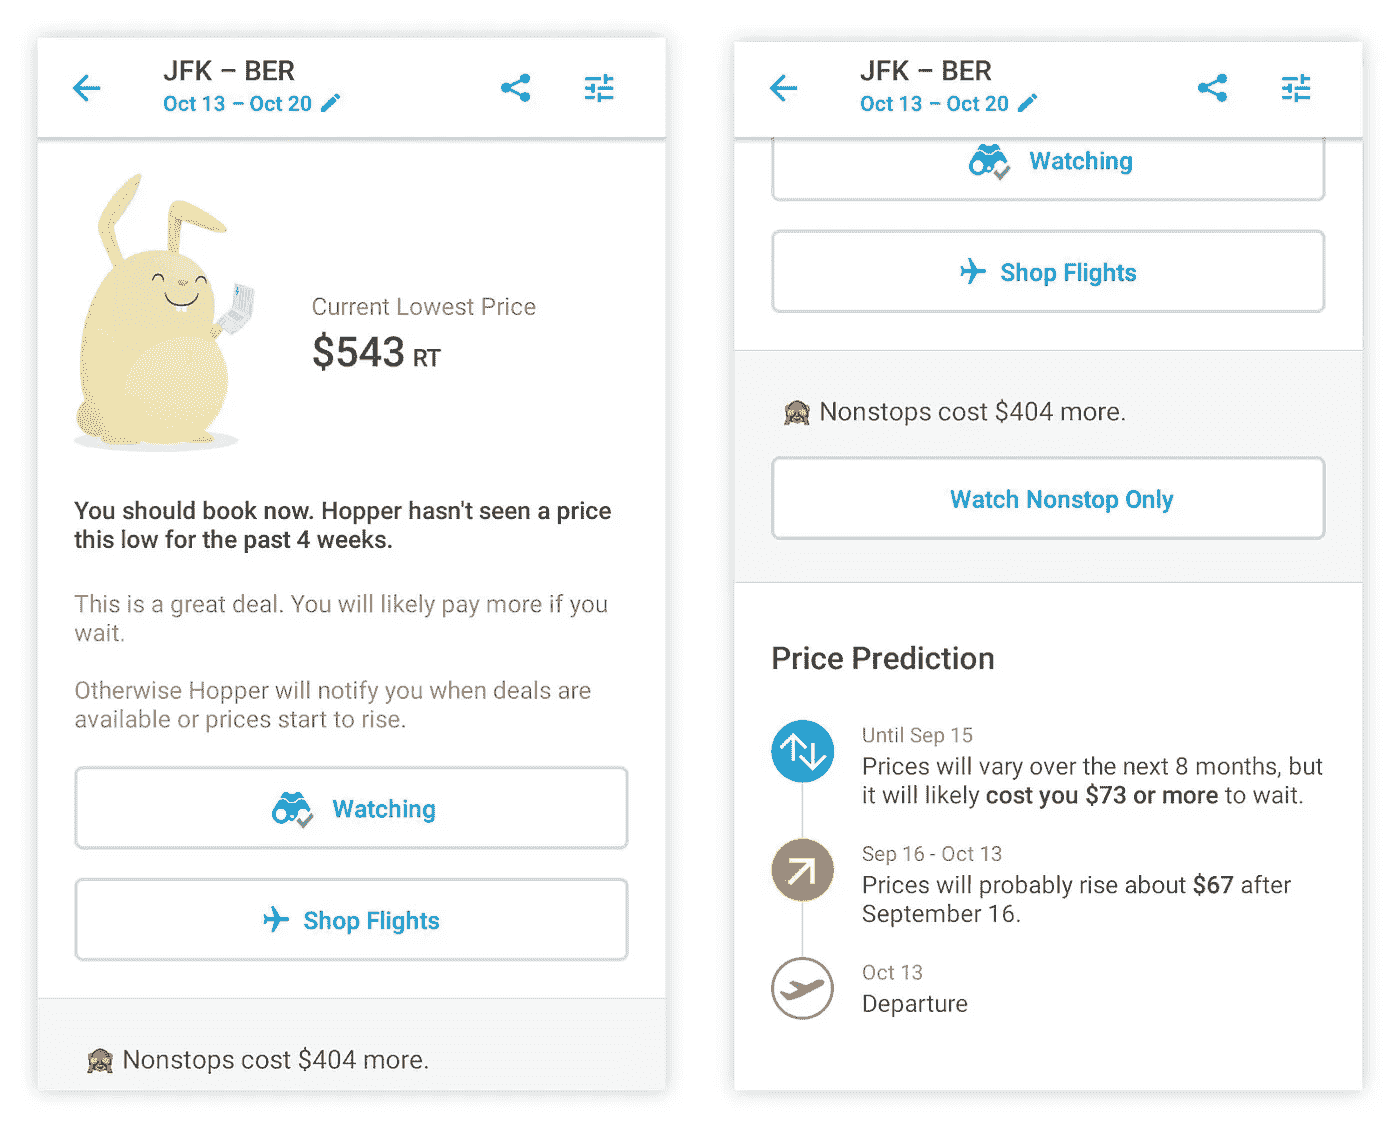 JFK – BER
Oct 13 – Oct 20
Current Lowest Price
$543 RT
You should book now. Hopper hasn't seen a price
this low for the past 4 weeks.
This is a great deal. You will likely pay more if you
wait.
Otherwise Hopper will notify you when deals are
available or prices start to rise.
Watching
Shop Flights
Nonstops cost $404 more.
JFK – BER
Oct 13 – Oct 20
Watching
Shop Flights
Nonstops cost $404 more.
Watch Nonstop Only
Price Prediction
Until Sep 15
Prices will vary over the next 8 months, but
it will likely cost you $73 or more to wait.
Sep 16 - Oct 13
Prices will probably rise about $67 after
September 16.
Oct 13
Departure